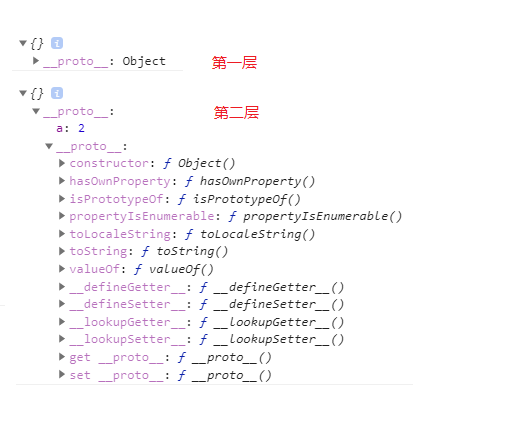 {} i
__proto__: Object 第一层
{} i
__proto__: 第二层
a: 2
__proto__:
constructor: ƒ Object()
hasOwnProperty: ƒ hasOwnProperty()
isPrototypeOf: ƒ isPrototypeOf()
propertyIsEnumerable: ƒ propertyIsEnumerable()
toLocaleString: ƒ toLocaleString()
toString: ƒ toString()
valueOf: ƒ valueOf()
__defineGetter__: ƒ __defineGetter__()
__defineSetter__: ƒ __defineSetter__()
__lookupGetter__: ƒ __lookupGetter__()
__lookupSetter__: ƒ __lookupSetter__()
get __proto__: ƒ __proto__()
set __proto__: ƒ __proto__()